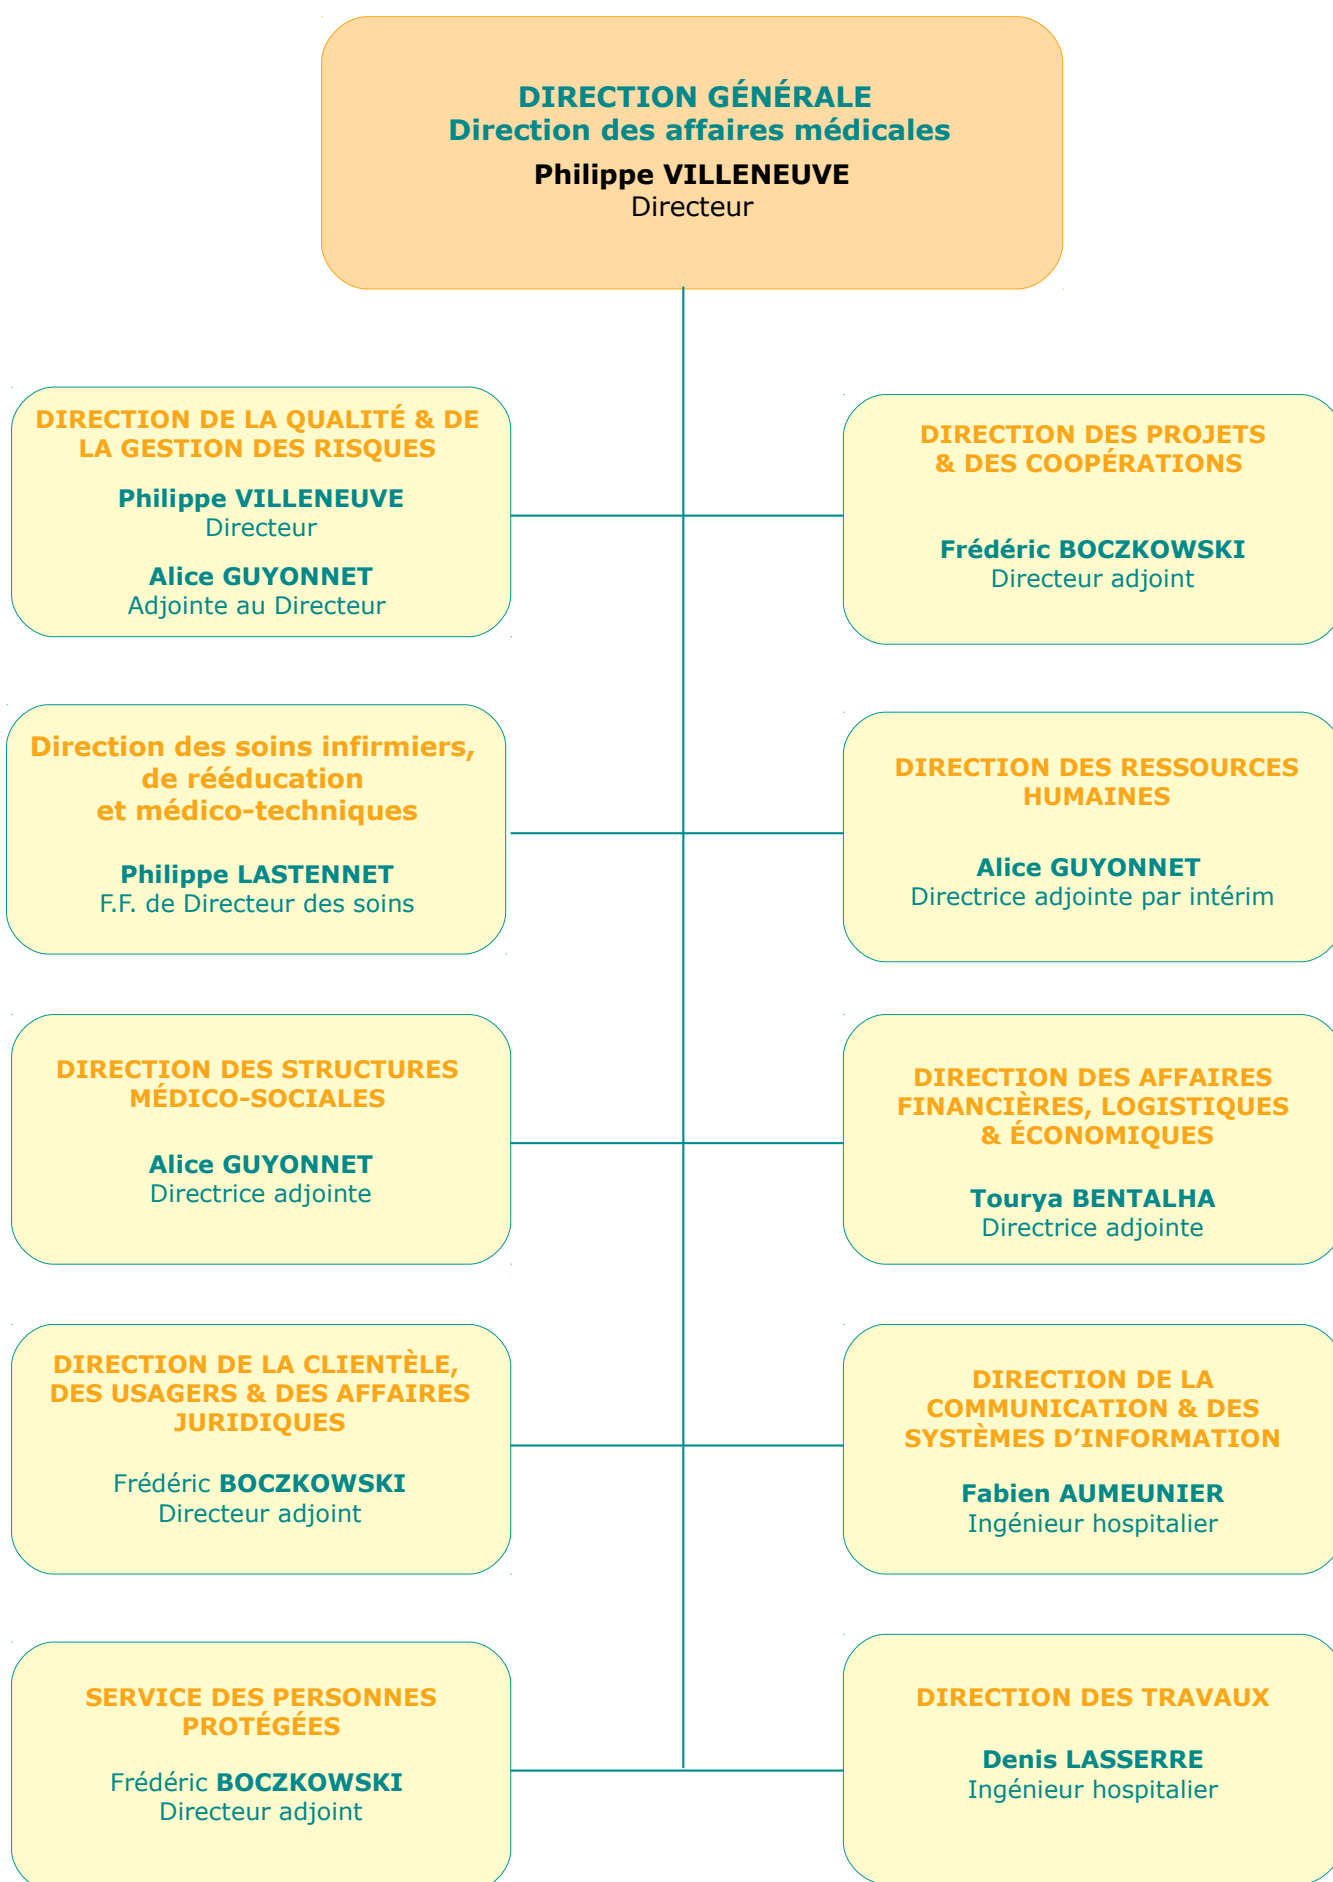 DIRECTION GÉNÉRALE
Direction des affaires médicales
Philippe VILLENEUVE
Directeur
DIRECTION DE LA QUALITÉ & DE
LA GESTION DES RISQUES
Philippe VILLENEUVE
Directeur
Alice GUYONNET
Adjointe au Directeur
DIRECTION DES PROJETS
& DES COOPÉRATIONS
Frédéric BOCZKOWSKI
Directeur adjoint
Direction des soins infirmiers,
de rééducation
et médico-techniques
Philippe LASTENNET
F.F. de Directeur des soins
DIRECTION DES RESSOURCES
HUMAINES
Alice GUYONNET
Directrice adjointe par intérim
DIRECTION DES STRUCTURES
MÉDICO-SOCIALES
Alice GUYONNET
Directrice adjointe
DIRECTION DES AFFAIRES
FINANCIÈRES, LOGISTIQUES
& ÉCONOMIQUES
Tourya BENTALHA
Directrice adjointe
DIRECTION DE LA CLIENTÈLE,
DES USAGERS & DES AFFAIRES
JURIDIQUES
Frédéric BOCZKOWSKI
Directeur adjoint
DIRECTION DE LA
COMMUNICATION & DES
SYSTÈMES D’INFORMATION
Fabien AUMEUNIER
Ingénieur hospitalier
SERVICE DES PERSONNES
PROTÉGÉES
Frédéric BOCZKOWSKI
Directeur adjoint
DIRECTION DES TRAVAUX
Denis LASSERRE
Ingénieur hospitalier